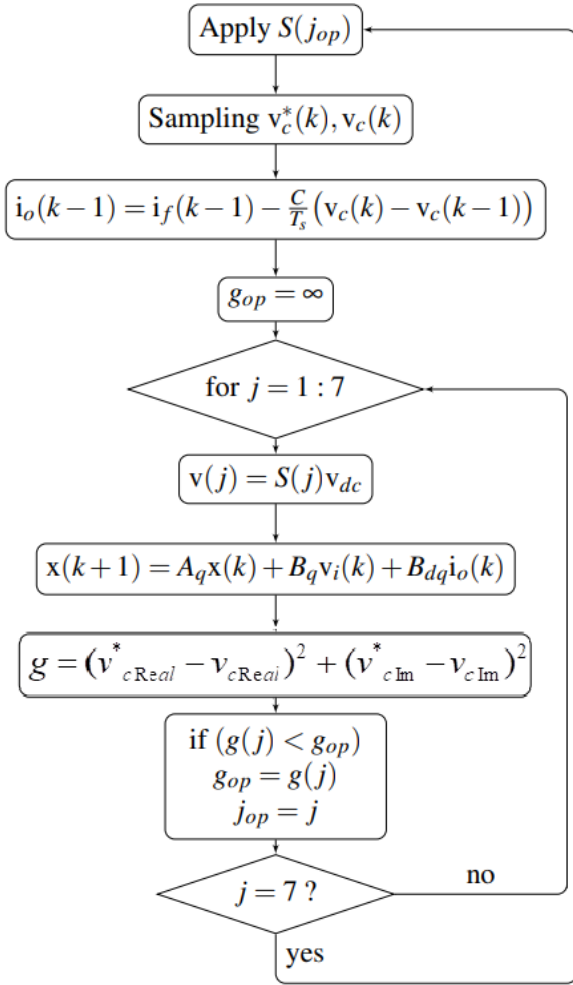 Apply S(j_op)
Sampling v_c^*(k), v_c(k)
i_o(k−1) = i_f(k−1) − C/T_s (v_c(k) − v_c(k−1))
g_op = ∞
for j = 1 : 7
v(j) = S(j)v_dc
x(k+1) = A_q x(k) + B_q v_i(k) + B_dq i_o(k)
g = (v^*_cReal − v_cReal)^2 + (v^*_cIm − v_cIm)^2
if (g(j) < g_op)
g_op = g(j)
j_op = j
j = 7 ?
no
yes